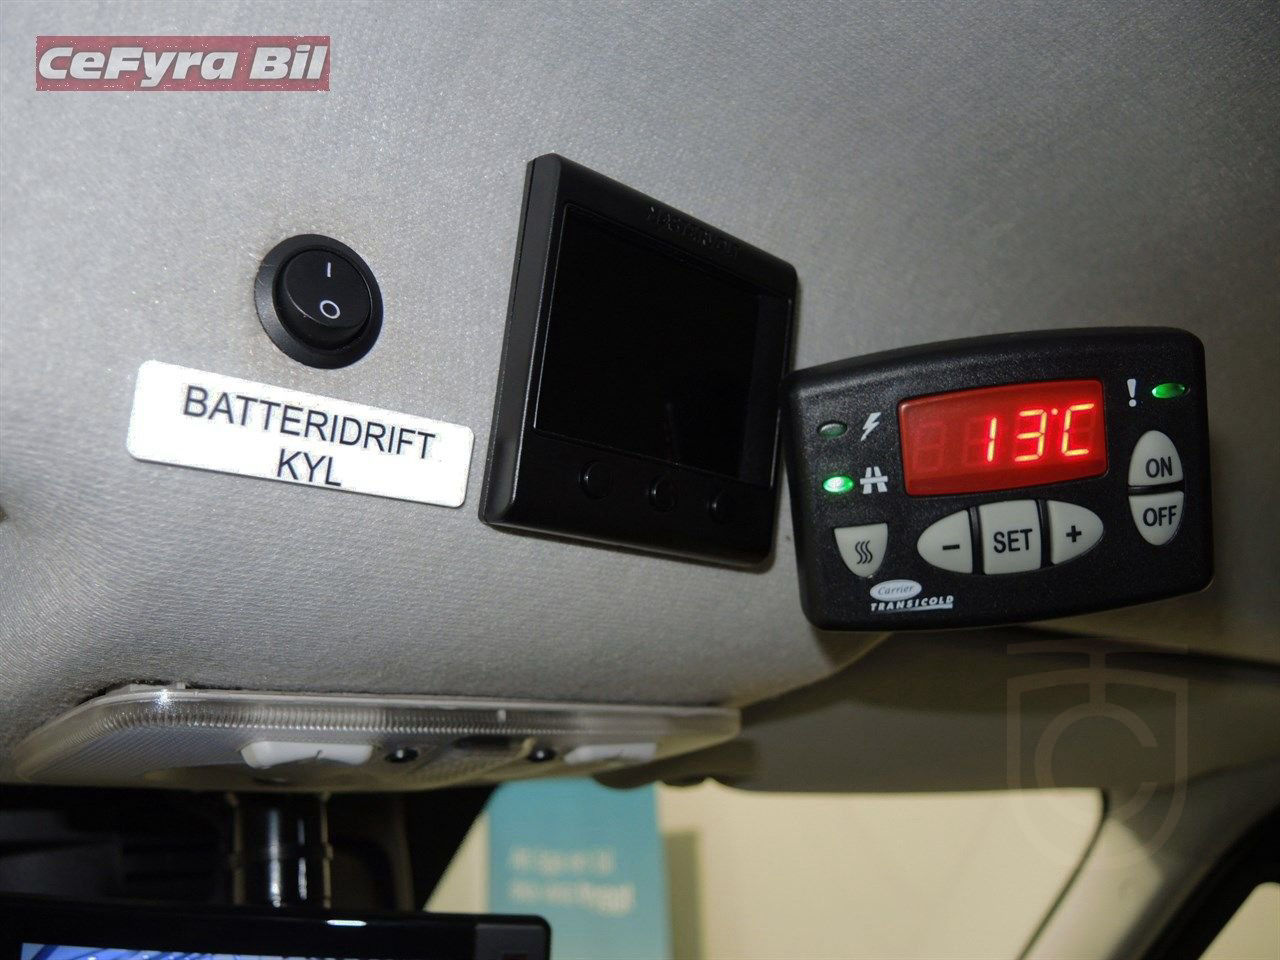 CeFyra Bil
I
O
BATTERIDRIFT
KYL
13°C
!
ON
OFF
- SET +
Carrier
TRANSICOLD
C